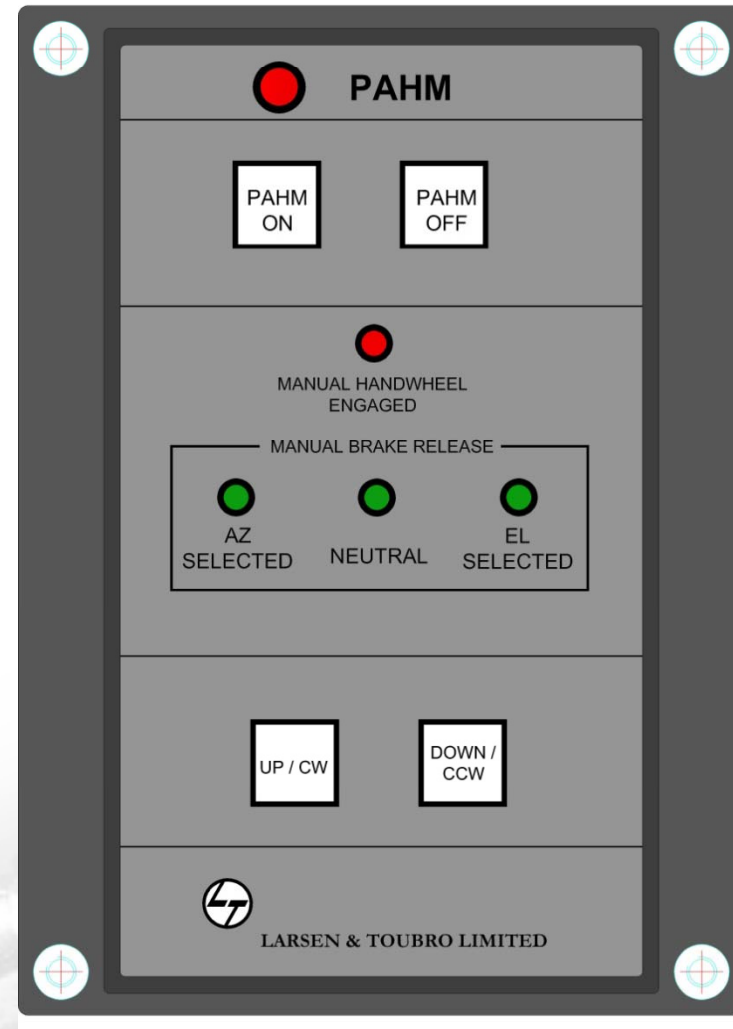 PAHM
PAHM
ON
PAHM
OFF
MANUAL HANDWHEEL
ENGAGED
MANUAL BRAKE RELEASE
AZ
SELECTED
NEUTRAL
EL
SELECTED
UP / CW
DOWN /
CCW
LT
LARSEN & TOUBRO LIMITED